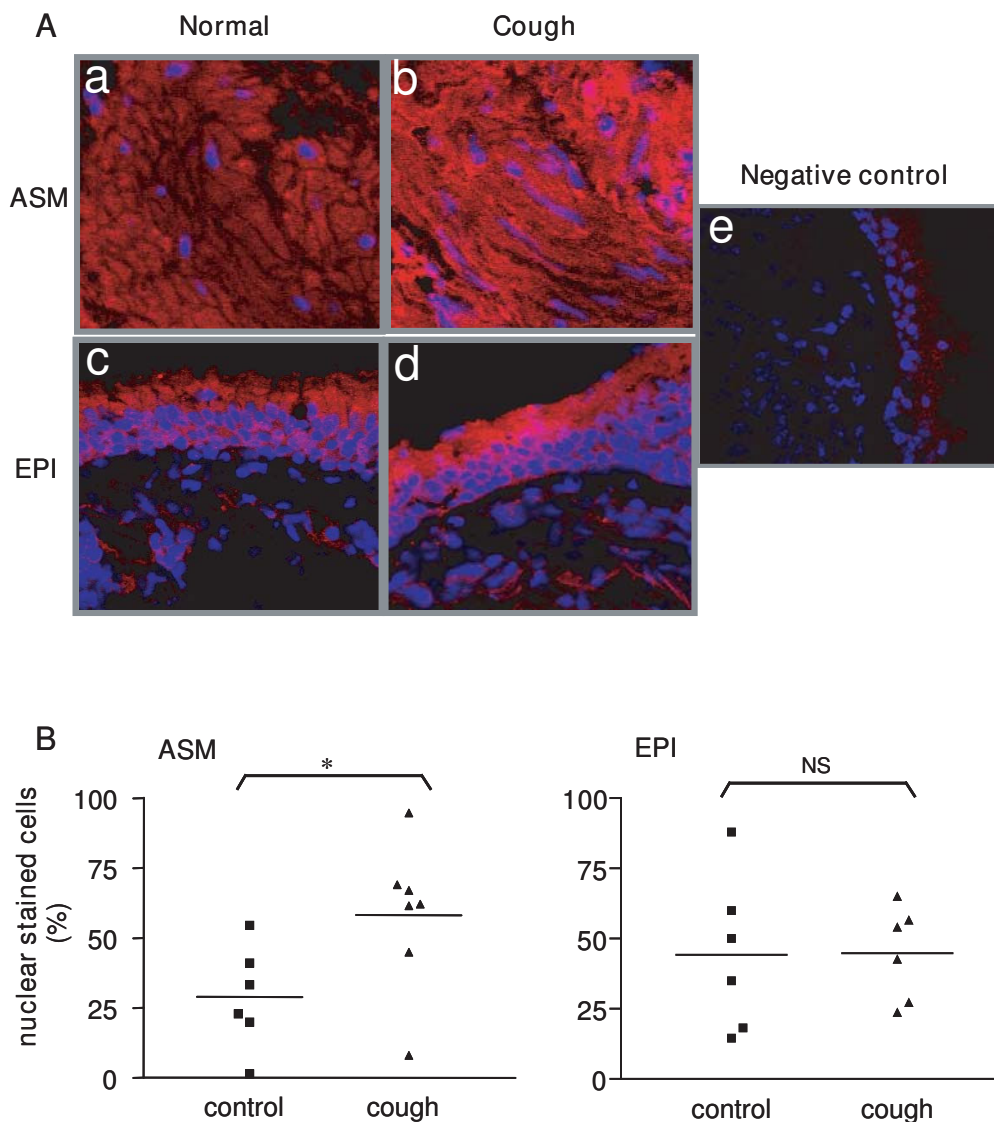 A
Normal
Cough
a
b
ASM
Negative control
e
c
d
EPI
B
ASM
*
nuclear stained cells
(%)
100
75
50
25
0
control
cough
EPI
NS
100
75
50
25
0
control
cough